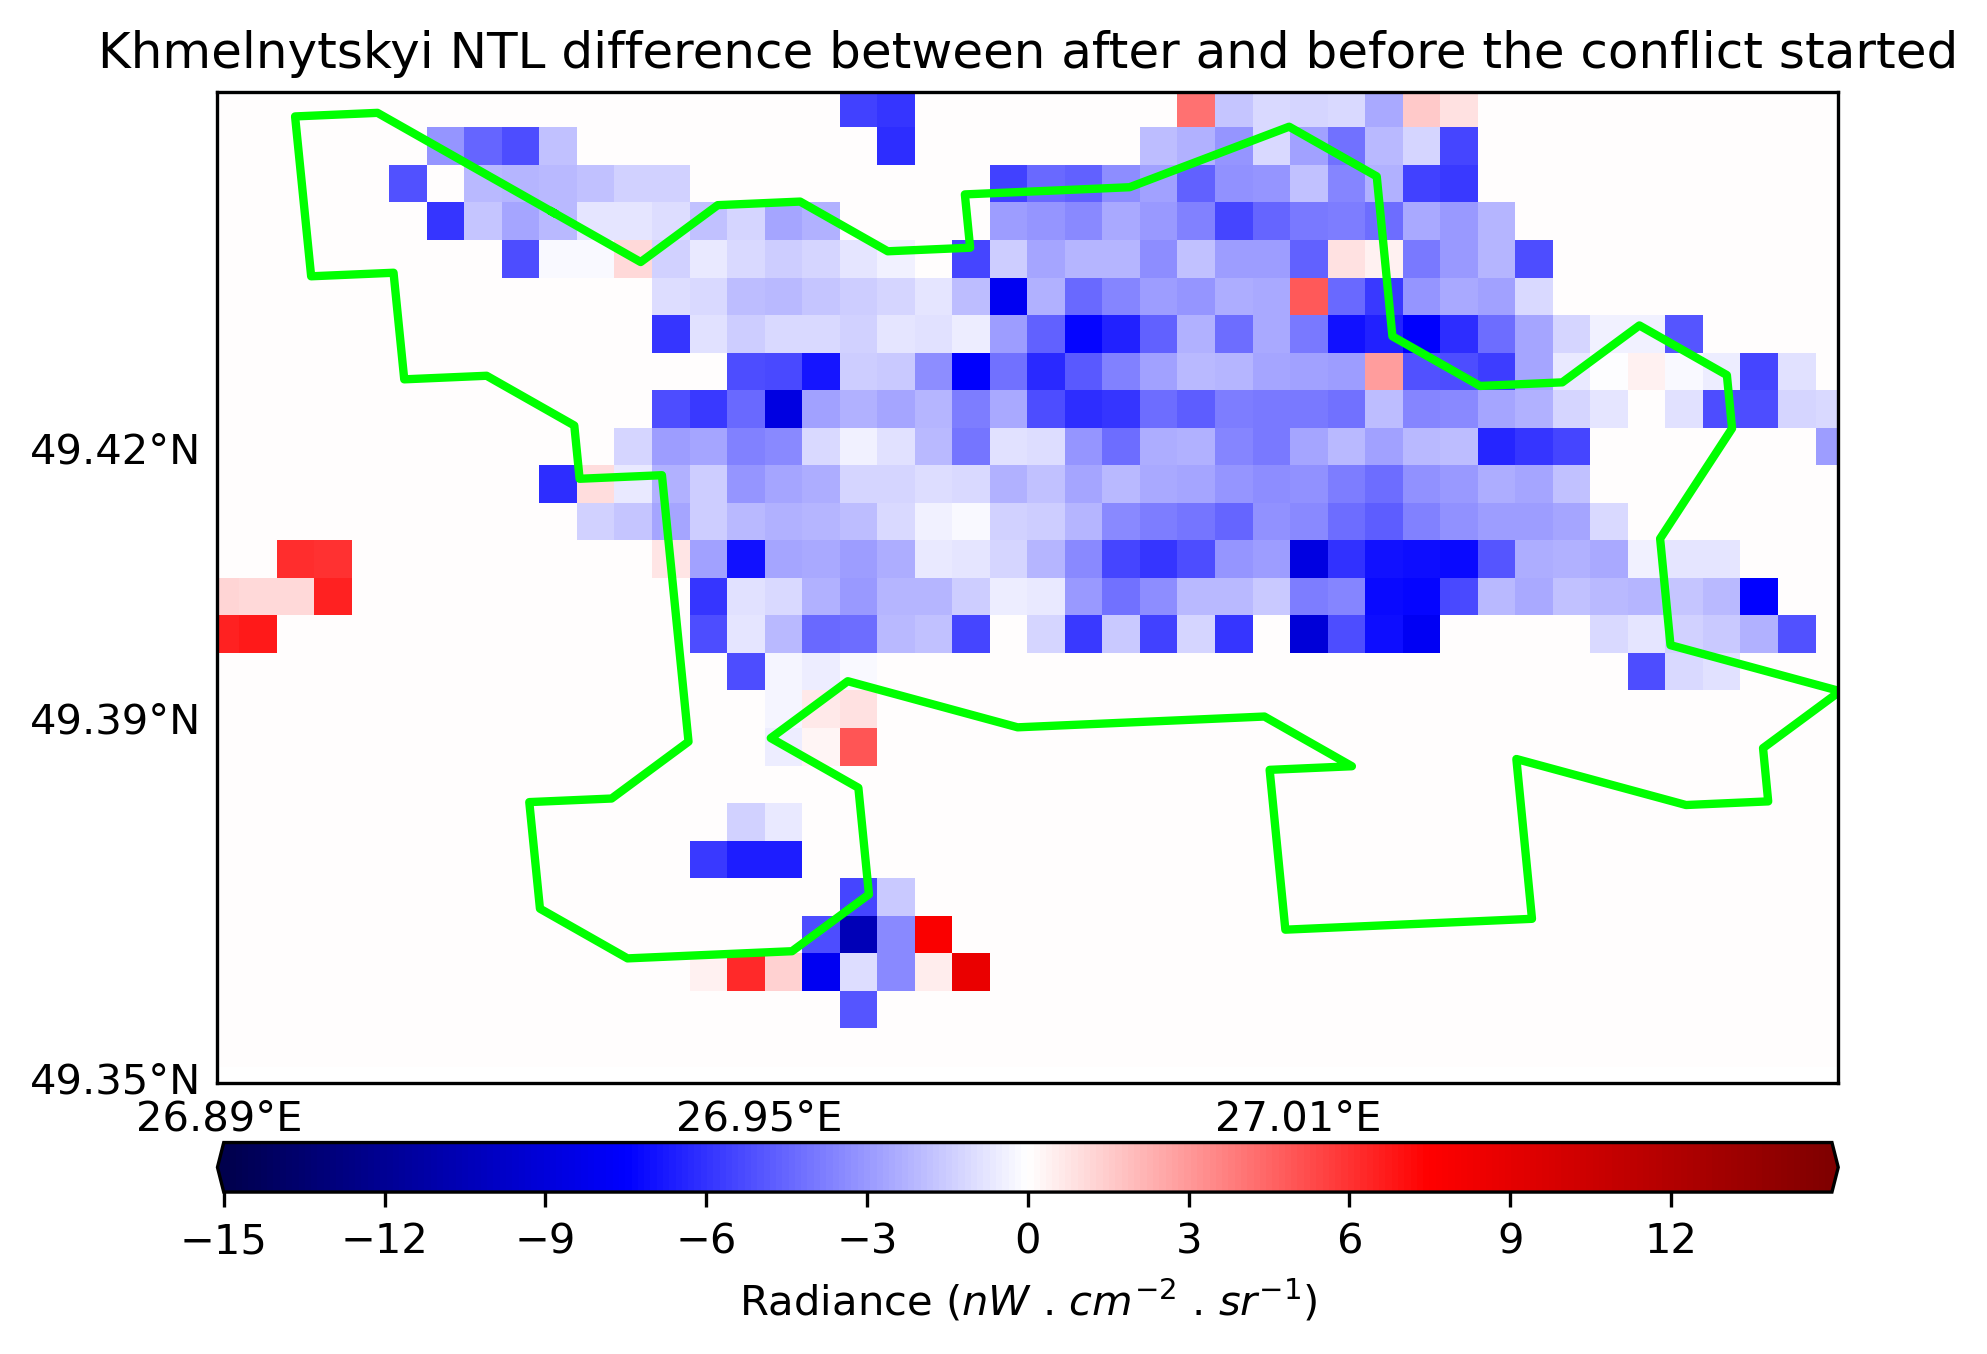 Khmelnytskyi NTL difference between after and before the conflict started
49.42°N
49.39°N
49.35°N
26.89°E 26.95°E 27.01°E
−15 −12 −9 −6 −3 0 3 6 9 12
Radiance (nW . cm⁻² . sr⁻¹)